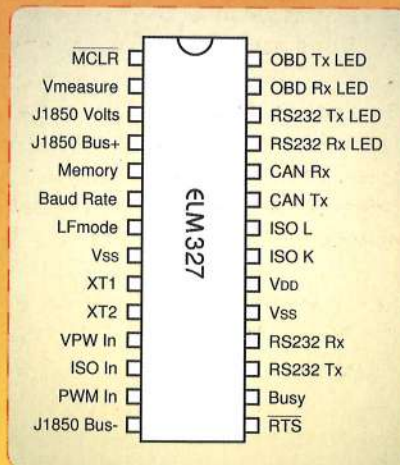 MCLR
Vmeasure
J1850 Volts
J1850 Bus+
Memory
Baud Rate
LFmode
Vss
XT1
XT2
VPW In
ISO In
PWM In
J1850 Bus-
ELM327
OBD Tx LED
OBD Rx LED
RS232 Tx LED
RS232 Rx LED
CAN Rx
CAN Tx
ISO L
ISO K
VDD
Vss
RS232 Rx
RS232 Tx
Busy
RTS